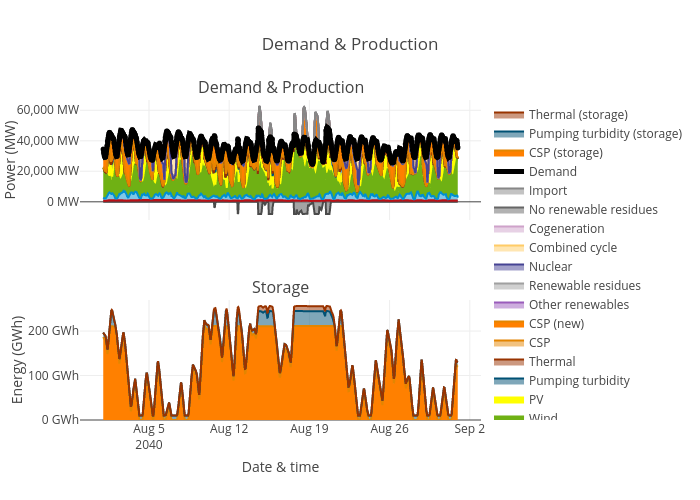 Demand & Production
Demand & Production
60,000 MW
40,000 MW
20,000 MW
0 MW
Power (MW)
Storage
200 GWh
100 GWh
0 GWh
Energy (GWh)
Aug 5
2040
Aug 12
Aug 19
Aug 26
Sep 2
Date & time
Thermal (storage)
Pumping turbidity (storage)
CSP (storage)
Demand
Import
No renewable residues
Cogeneration
Combined cycle
Nuclear
Renewable residues
Other renewables
CSP (new)
CSP
Thermal
Pumping turbidity
PV
Wind